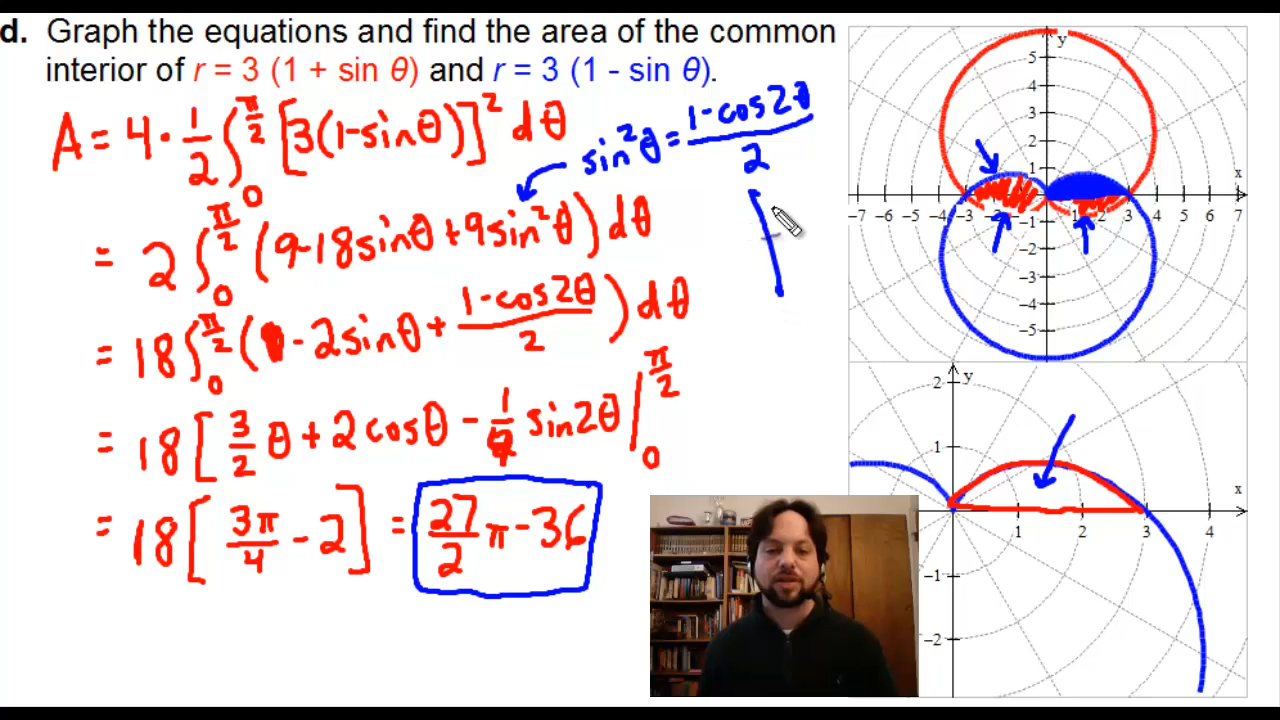 d. Graph the equations and find the area of the common
interior of r = 3 (1 + sin θ) and r = 3 (1 - sin θ).
A = 4 · 1/2 ∫₀^(π/2) [3(1-sinθ)]² dθ
sin²θ = (1-cos2θ)/2
= 2 ∫₀^(π/2) (9-18sinθ+9sin²θ) dθ
= 18 ∫₀^(π/2) (1-2sinθ + (1-cos2θ)/2) dθ
= 18 [3/2 θ + 2cosθ - 1/4 sin2θ |₀^(π/2)
= 18 [3π/4 - 2] = 27/2 π - 36
y
5
4
3
2
1
x
-7 -6 -5 -4 -3 -2 -1 1 2 3 4 5 6 7
-1
-2
-3
-4
-5
2 y
1
x
1 2 3 4
-1
-2